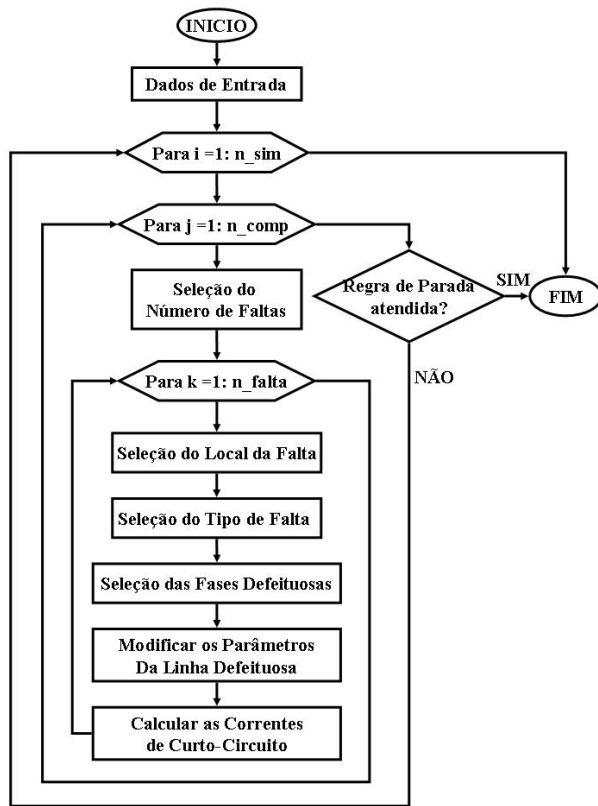 INICIO
Dados de Entrada
Para i =1: n_sim
Para j =1: n_comp
Seleção do
Número de Faltas
Regra de Parada
atendida?
SIM
FIM
NÃO
Para k =1: n_falta
Seleção do Local da Falta
Seleção do Tipo de Falta
Seleção das Fases Defeituosas
Modificar os Parâmetros
Da Linha Defeituosa
Calcular as Correntes
de Curto-Circuito